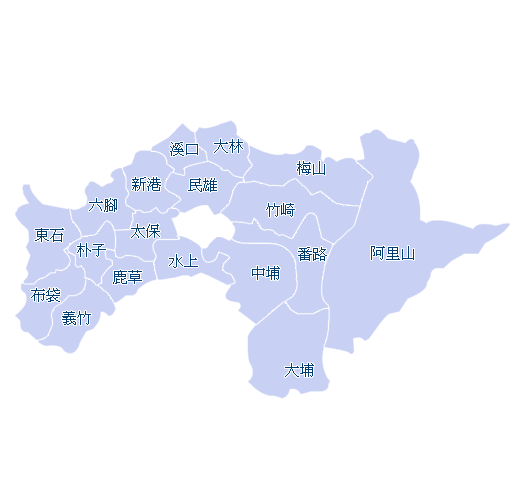 溪口
大林
梅山
新港
民雄
六腳
竹崎
太保
東石
朴子
番路
阿里山
水上
中埔
鹿草
布袋
義竹
大埔